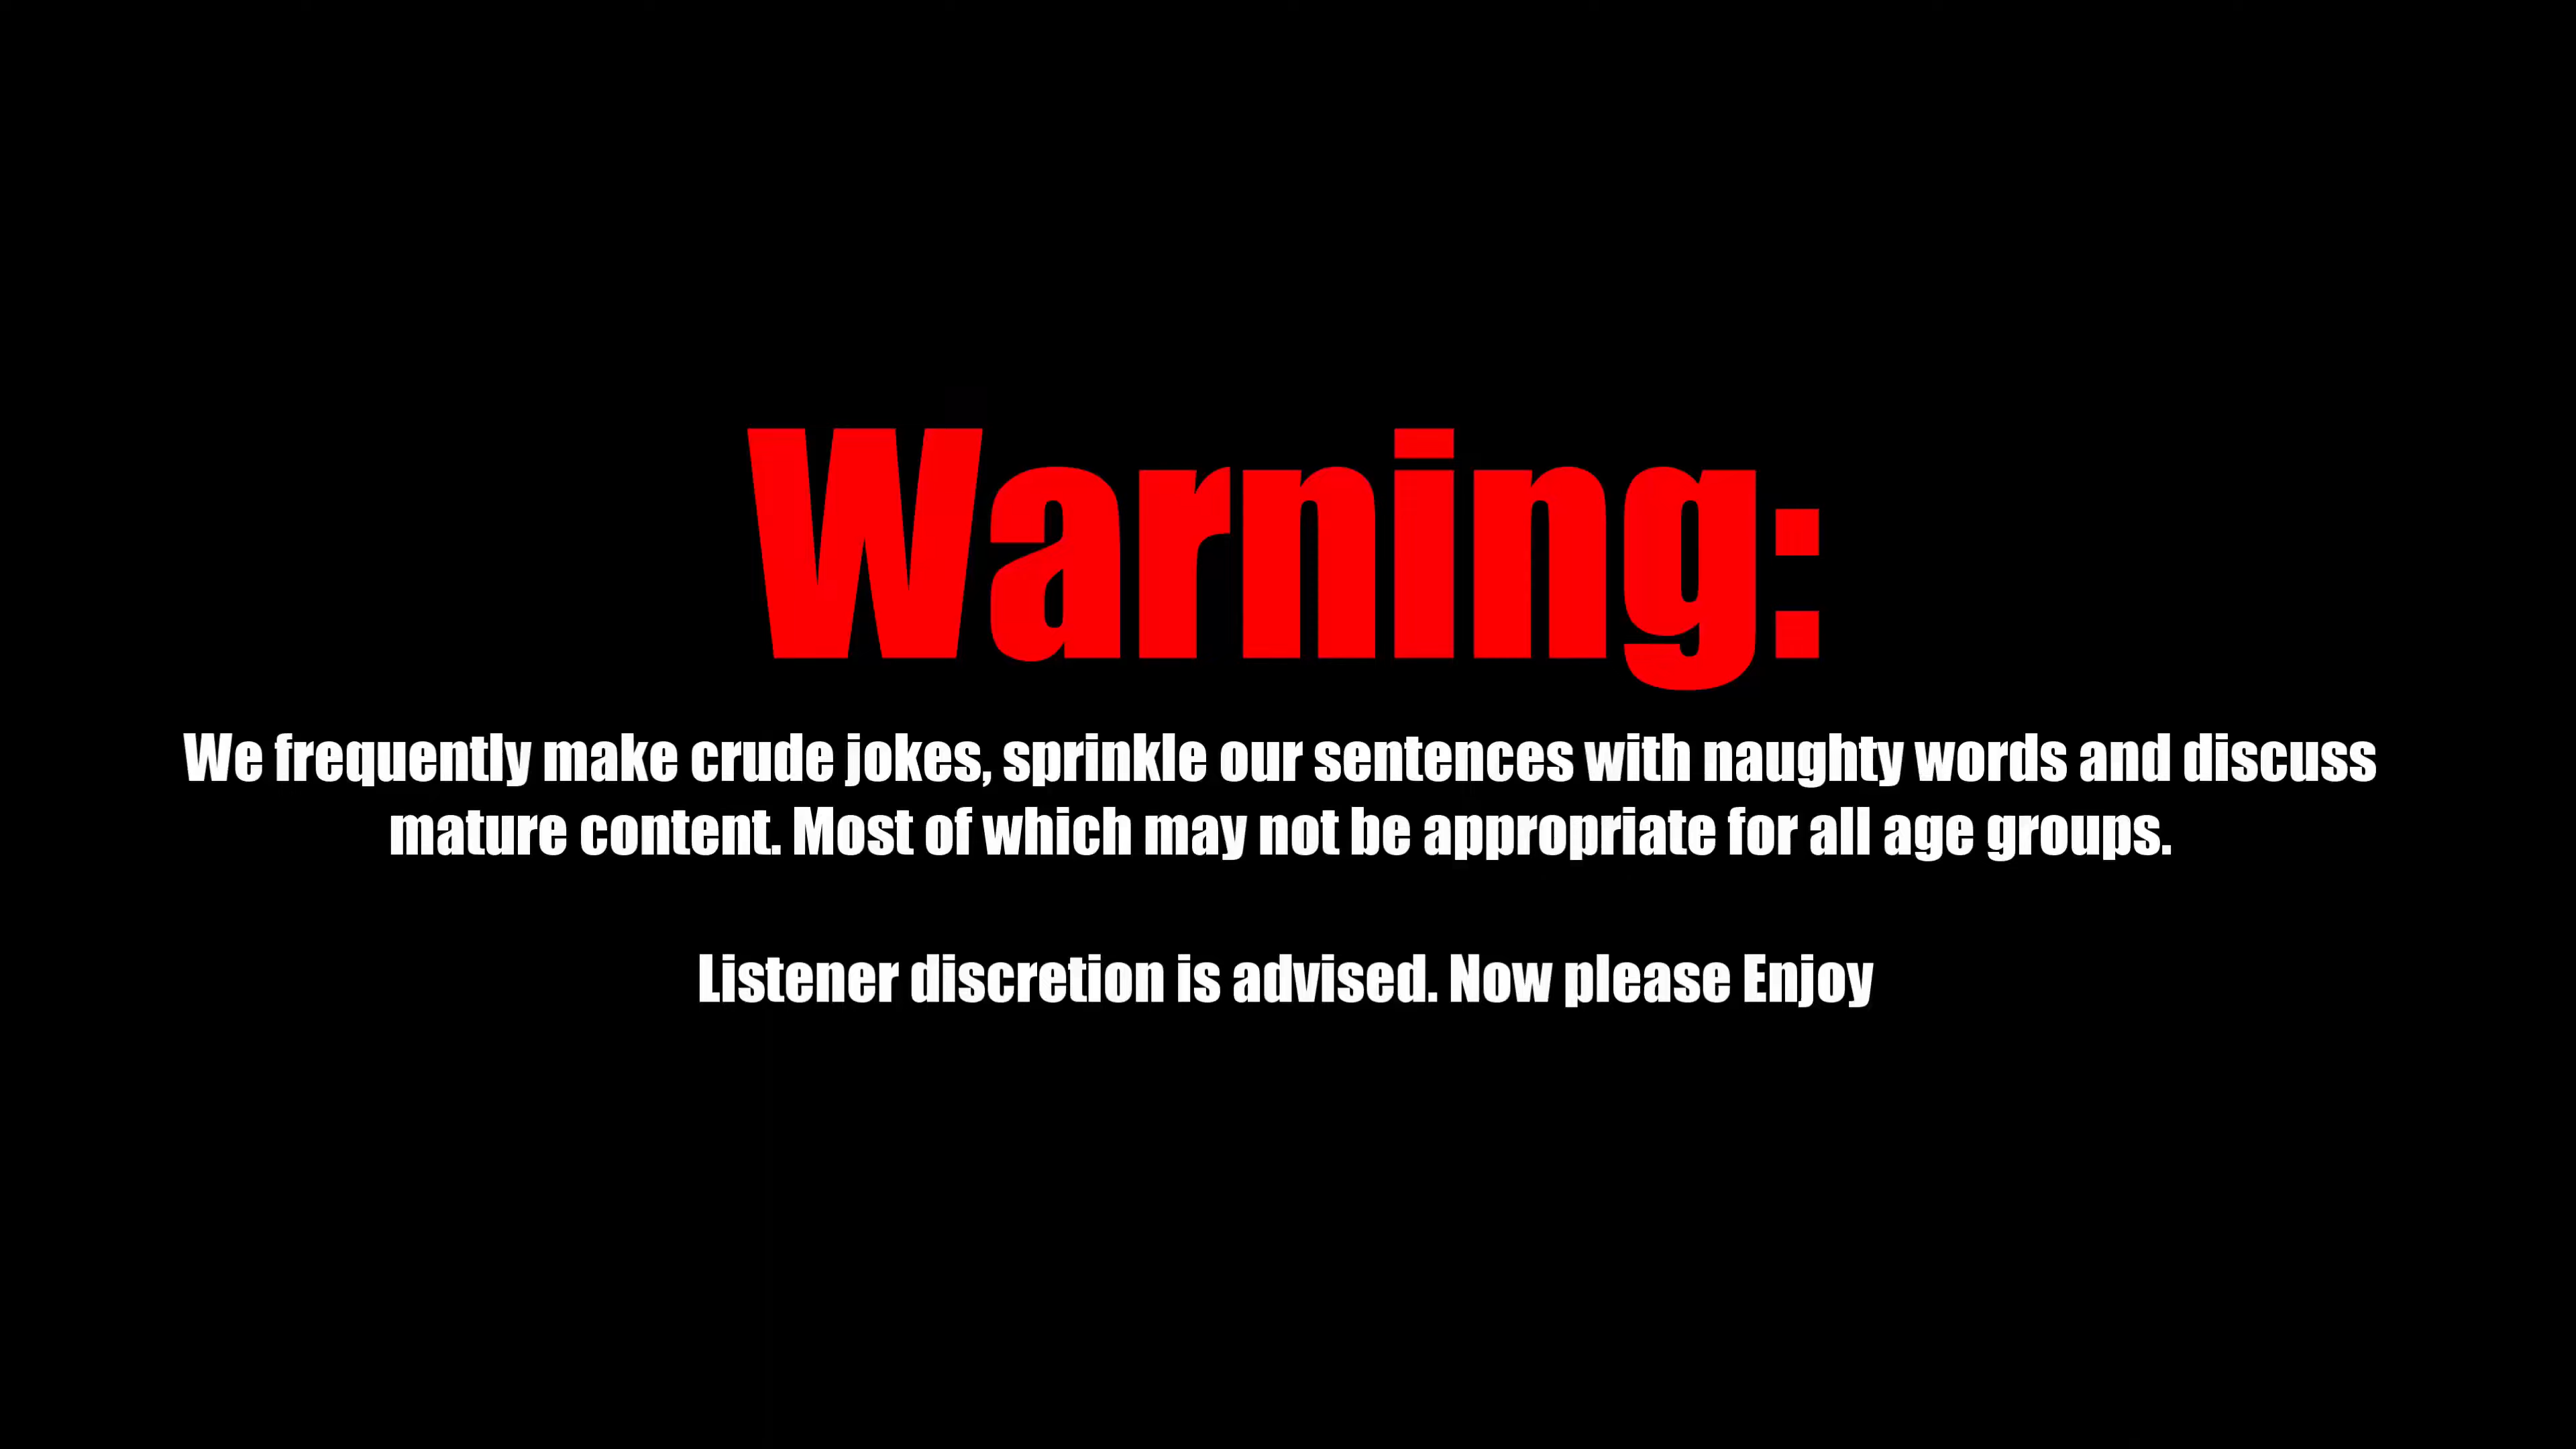 Warning:
We frequently make crude jokes, sprinkle our sentences with naughty words and discuss
mature content. Most of which may not be appropriate for all age groups.
Listener discretion is advised. Now please Enjoy